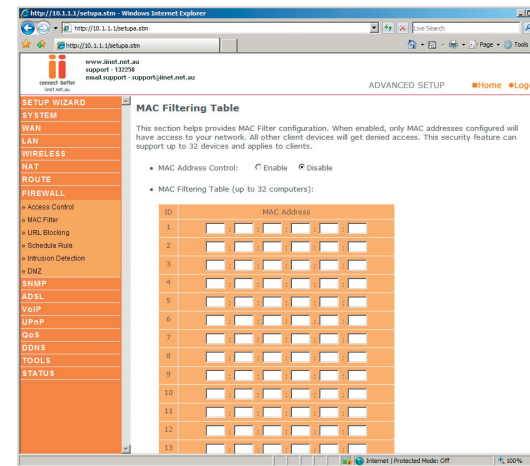 http://10.1.1.1/setupa.stm - Windows Internet Explorer
http://10.1.1.1/setupa.stm
Live Search
http://10.1.1.1/setupa.stm
Page
Tools
www.iinet.net.au
support - 132258
email support - support@iinet.net.au
connect better
iinet.net.au
ADVANCED SETUP
Home
Logo
SETUP WIZARD
SYSTEM
WAN
LAN
WIRELESS
NAT
ROUTE
FIREWALL
» Access Control
» MAC Filter
» URL Blocking
» Schedule Rule
» Intrusion Detection
» DMZ
SNMP
ADSL
VoIP
UPnP
QoS
DDNS
TOOLS
STATUS
MAC Filtering Table
This section helps provides MAC Filter configuration. When enabled, only MAC addresses configured will
have access to your network. All other client devices will get denied access. This security feature can
support up to 32 devices and applies to clients.
• MAC Address Control: Enable Disable
• MAC Filtering Table (up to 32 computers):
ID MAC Address
1 : : : : :
2 : : : : :
3 : : : : :
4 : : : : :
5 : : : : :
6 : : : : :
7 : : : : :
8 : : : : :
9 : : : : :
10 : : : : :
11 : : : : :
12 : : : : :
13 : : : : :
Internet | Protected Mode: Off
100%